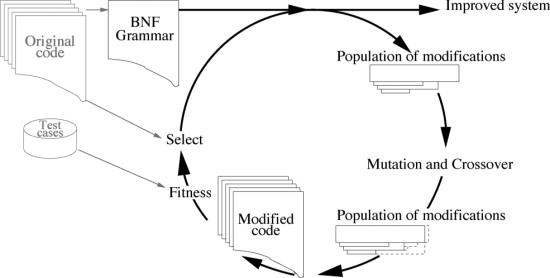 Improved system
BNF
Grammar
Original
code
Population of modifications
Test
cases
Select
Mutation and Crossover
Fitness
Modified
code
Population of modifications